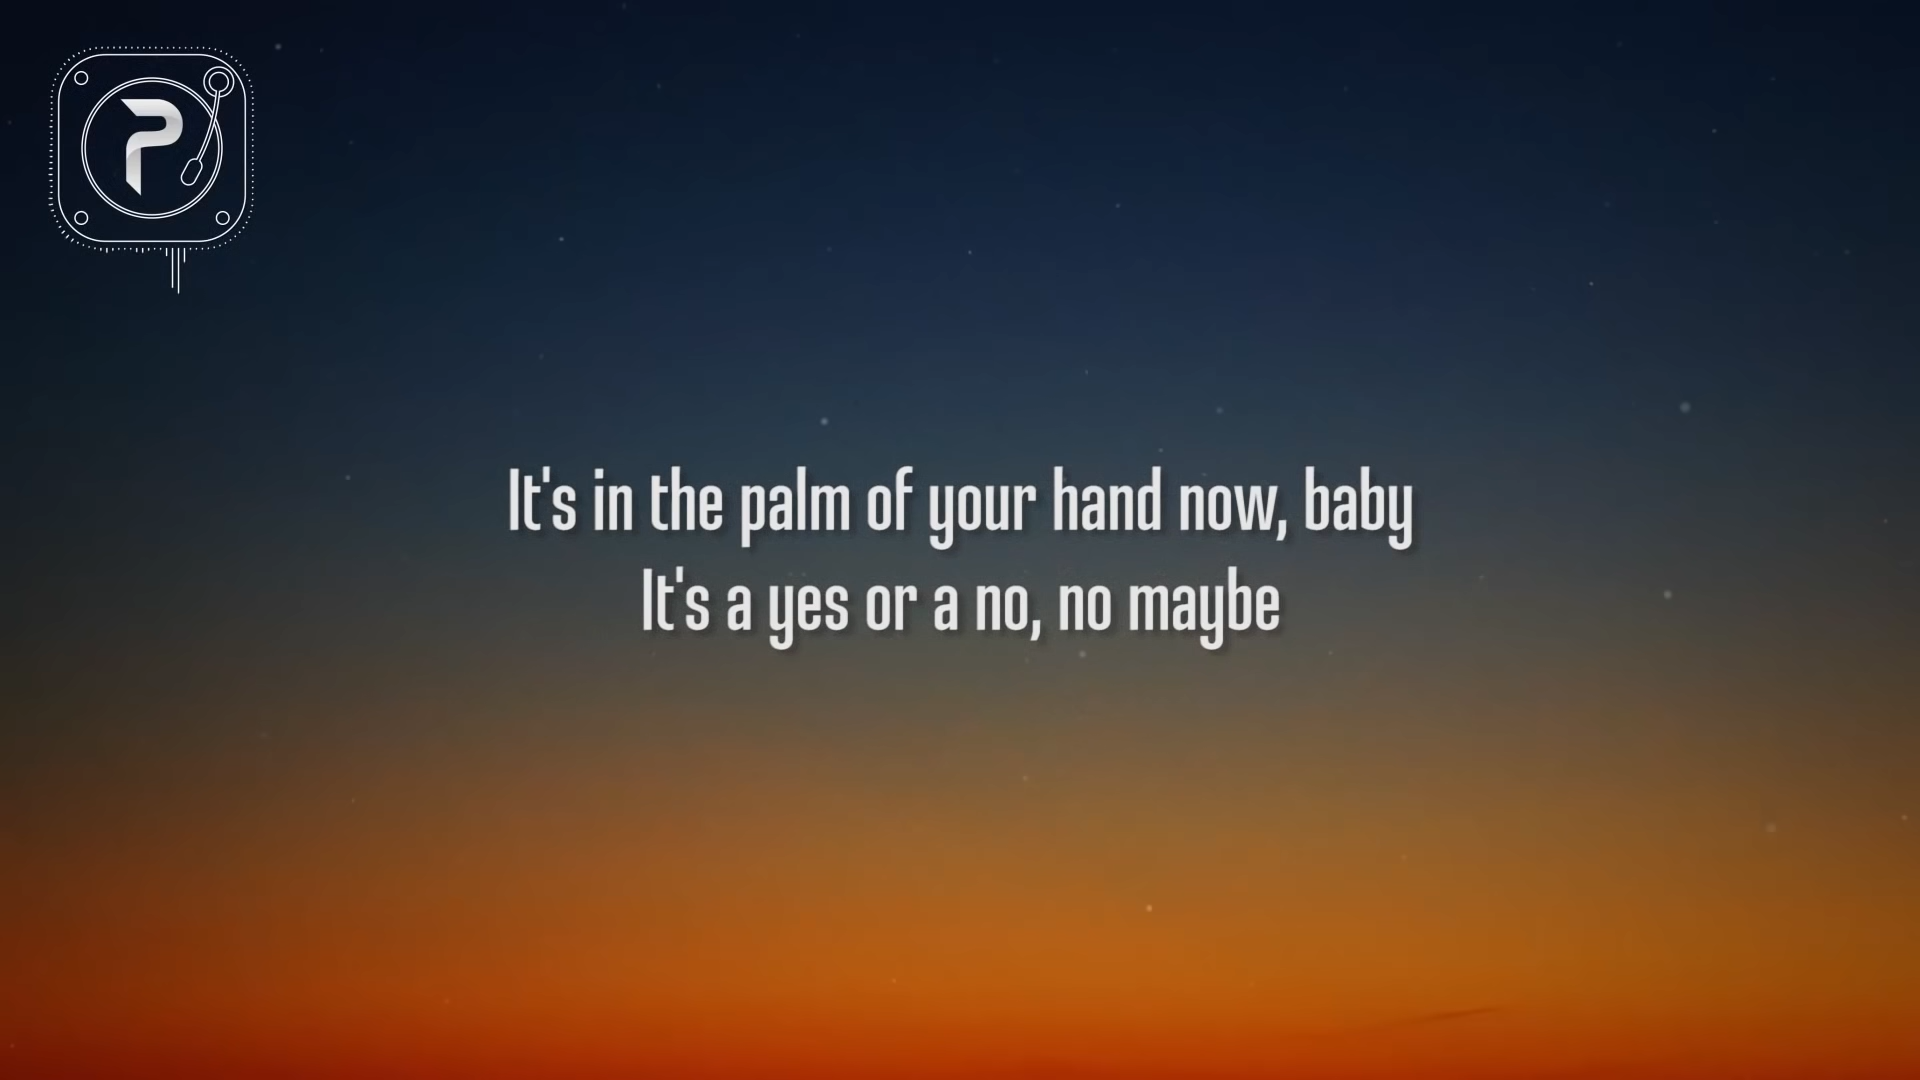 P
It's in the palm of your hand now, baby
It's a yes or a no, no maybe